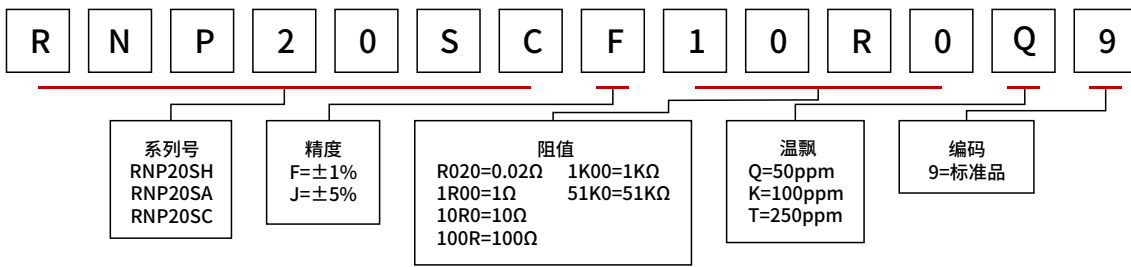 R N P 2 0 S C F 1 0 R 0 Q 9
系列号
RNP20SH
RNP20SA
RNP20SC
精度
F=±1%
J=±5%
阻值
R020=0.02Ω 1K00=1KΩ
1R00=1Ω 51K0=51KΩ
10R0=10Ω
100R=100Ω
温飘
Q=50ppm
K=100ppm
T=250ppm
编码
9=标准品